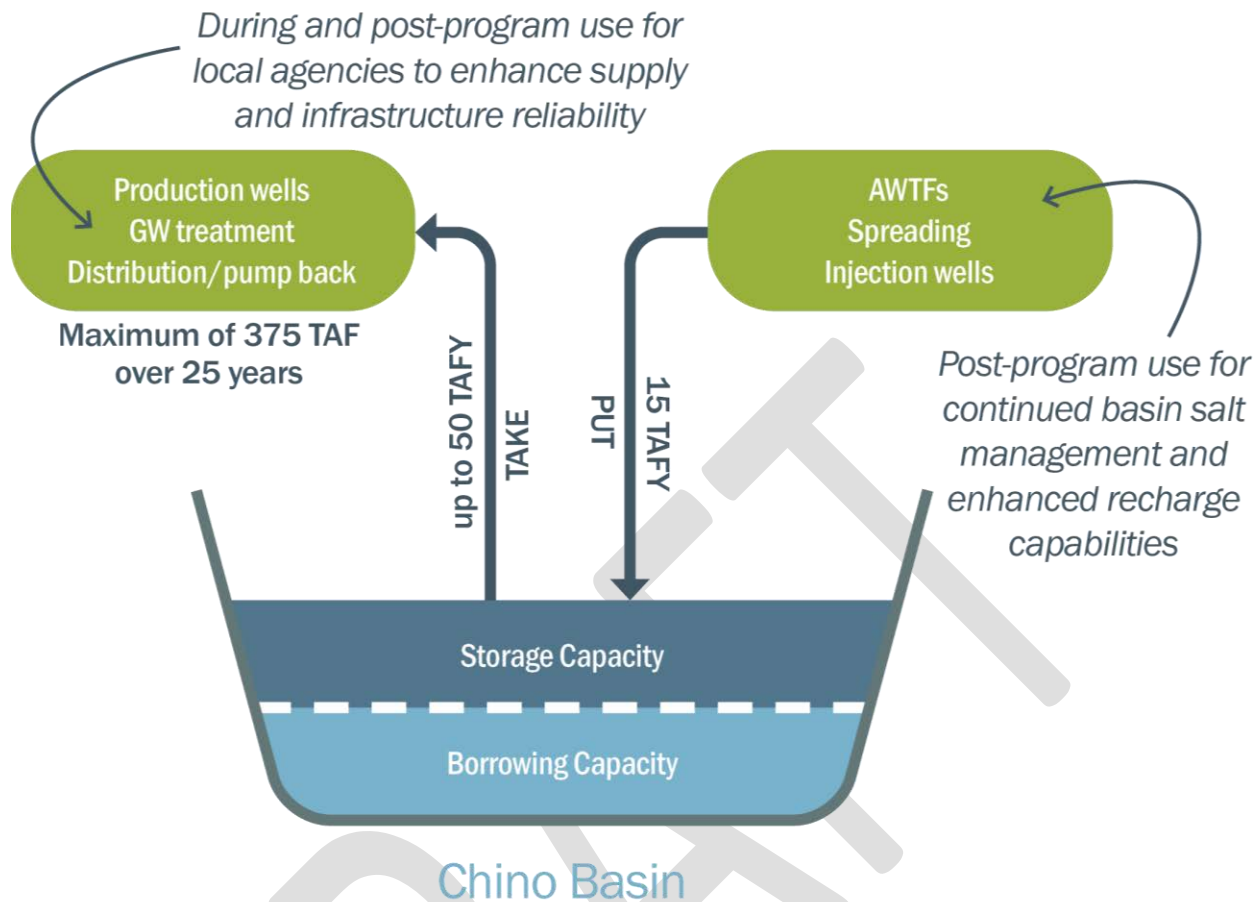 During and post-program use for
local agencies to enhance supply
and infrastructure reliability
Production wells
GW treatment
Distribution/pump back
Maximum of 375 TAF
over 25 years
AWTFs
Spreading
Injection wells
up to 50 TAFY
TAKE
PUT
15 TAFY
Post-program use for
continued basin salt
management and
enhanced recharge
capabilities
Storage Capacity
Borrowing Capacity
Chino Basin
DRAFT